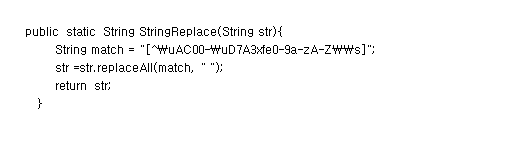 public static String StringReplace(String str){
String match = "[^₩uAC00-₩uD7A3xfe0-9a-zA-Z₩₩s]";
str =str.replaceAll(match, " ");
return str;
}